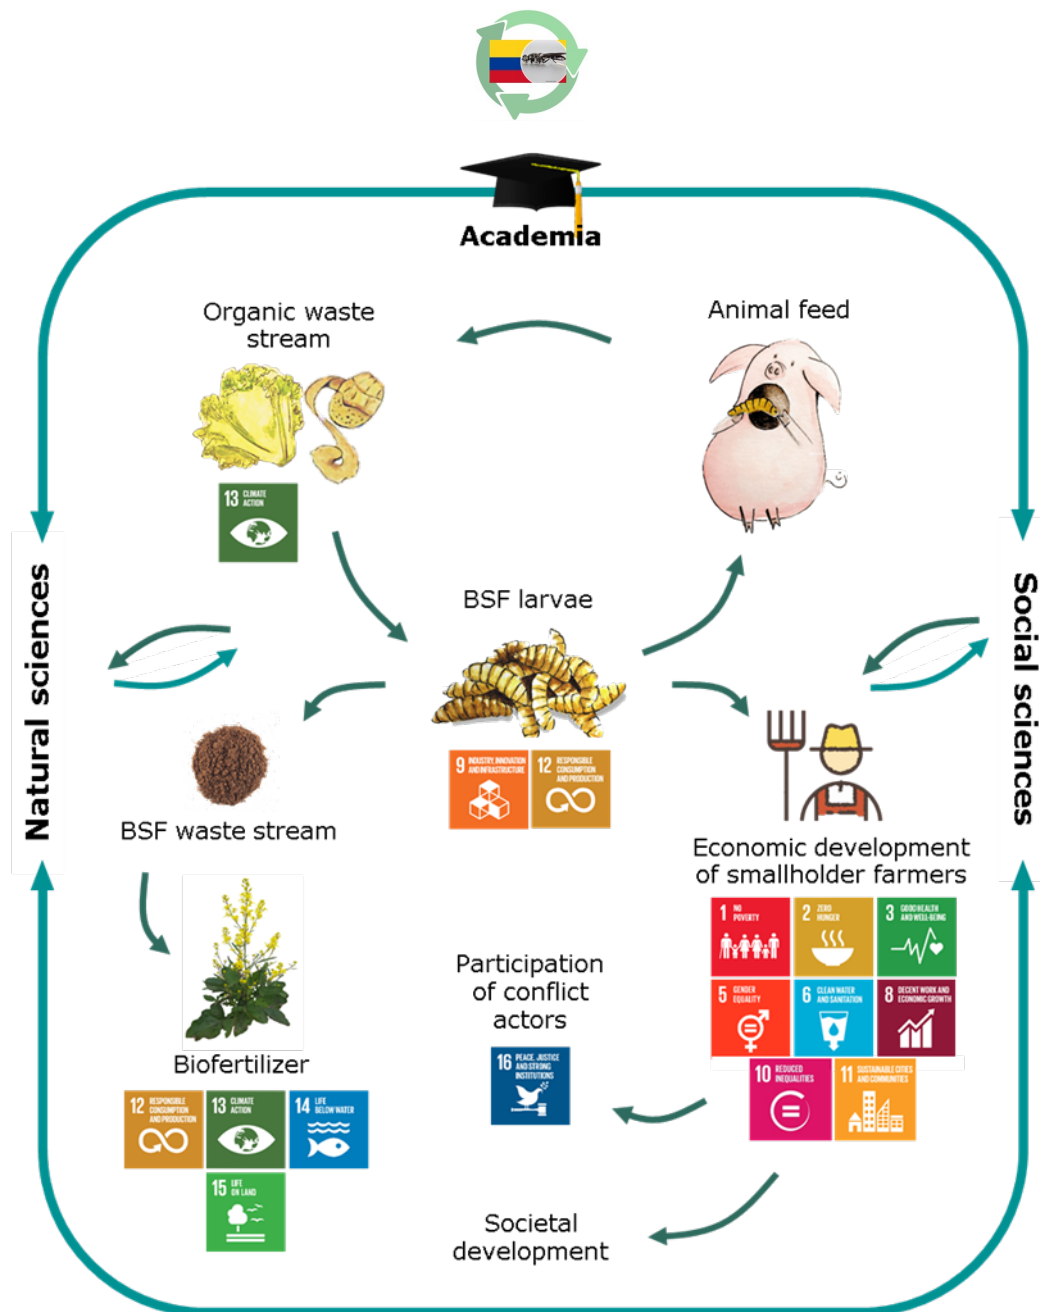 Academia
Organic waste
stream
Animal feed
13 CLIMATE
ACTION
Natural sciences
Social sciences
BSF larvae
9 INDUSTRY, INNOVATION
AND INFRASTRUCTURE
12 RESPONSIBLE
CONSUMPTION
AND PRODUCTION
BSF waste stream
Economic development
of smallholder farmers
1 NO
POVERTY
2 ZERO
HUNGER
3 GOOD HEALTH
AND WELL-BEING
5 GENDER
EQUALITY
6 CLEAN WATER
AND SANITATION
8 DECENT WORK AND
ECONOMIC GROWTH
10 REDUCED
INEQUALITIES
11 SUSTAINABLE CITIES
AND COMMUNITIES
Participation
of conflict
actors
16 PEACE, JUSTICE
AND STRONG
INSTITUTIONS
Biofertilizer
12 RESPONSIBLE
CONSUMPTION
AND PRODUCTION
13 CLIMATE
ACTION
14 LIFE
BELOW WATER
15 LIFE
ON LAND
Societal
development